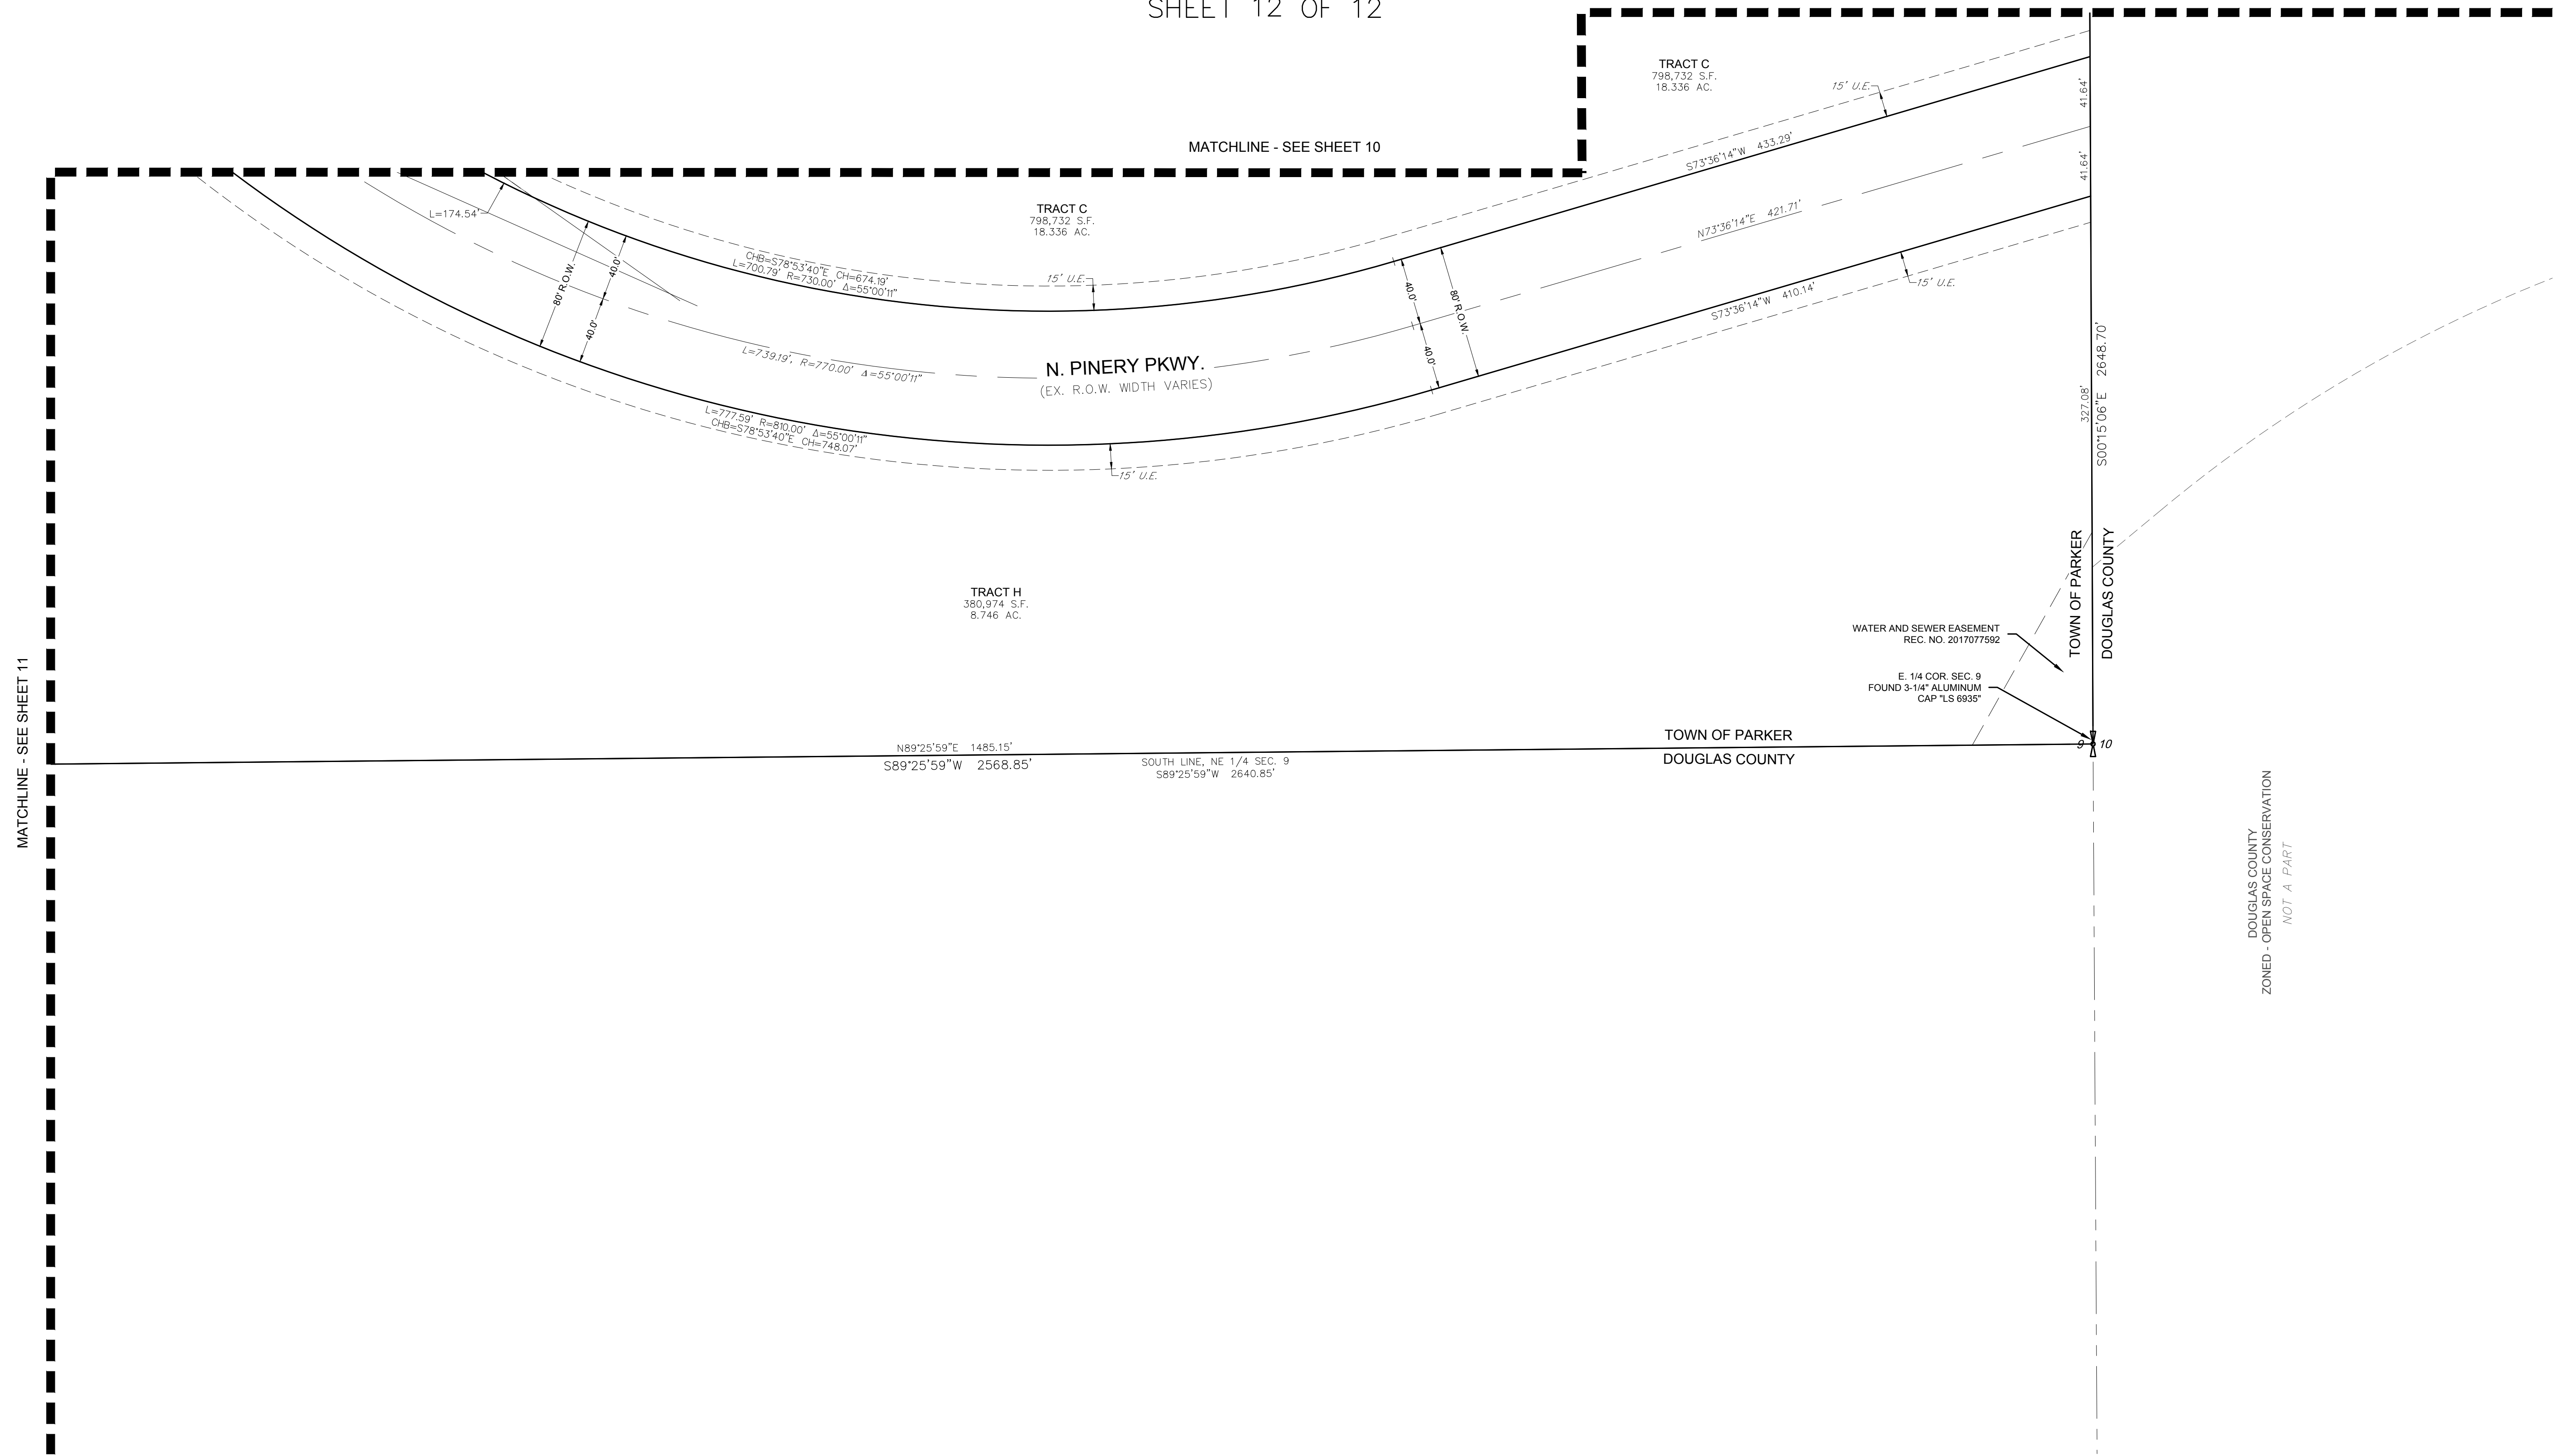 SHEET 12 OF 12
TRACT C
798,732 S.F.
18.336 AC.
15' U.E.
41.64'
MATCHLINE - SEE SHEET 10
S73°36'14"W 433.29'
41.64'
L=174.54'
TRACT C
798,732 S.F.
18.336 AC.
N73°36'14"E 421.71'
80' R.O.W.
40.0'
40.0'
CHB=S78°53'40"E CH=674.19'
L=700.79' R=730.00' Δ=55°00'11"
15' U.E.
40.0'
80' R.O.W.
40.0'
S73°36'14"W 410.14'
15' U.E.
L=739.19', R=770.00' Δ=55°00'11"
N. PINERY PKWY.
(EX. R.O.W. WIDTH VARIES)
327.08'
S00°15'06"E 2648.70'
L=777.59' R=810.00' Δ=55°00'11"
CHB=S78°53'40"E CH=748.07'
15' U.E.
TOWN OF PARKER
DOUGLAS COUNTY
TRACT H
380,974 S.F.
8.746 AC.
WATER AND SEWER EASEMENT
REC. NO. 2017077592
E. 1/4 COR. SEC. 9
FOUND 3-1/4" ALUMINUM
CAP "LS 6935"
MATCHLINE - SEE SHEET 11
N89°25'59"E 1485.15'
S89°25'59"W 2568.85'
SOUTH LINE, NE 1/4 SEC. 9
S89°25'59"W 2640.85'
TOWN OF PARKER
DOUGLAS COUNTY
9 10
DOUGLAS COUNTY
ZONED - OPEN SPACE CONSERVATION
NOT A PART